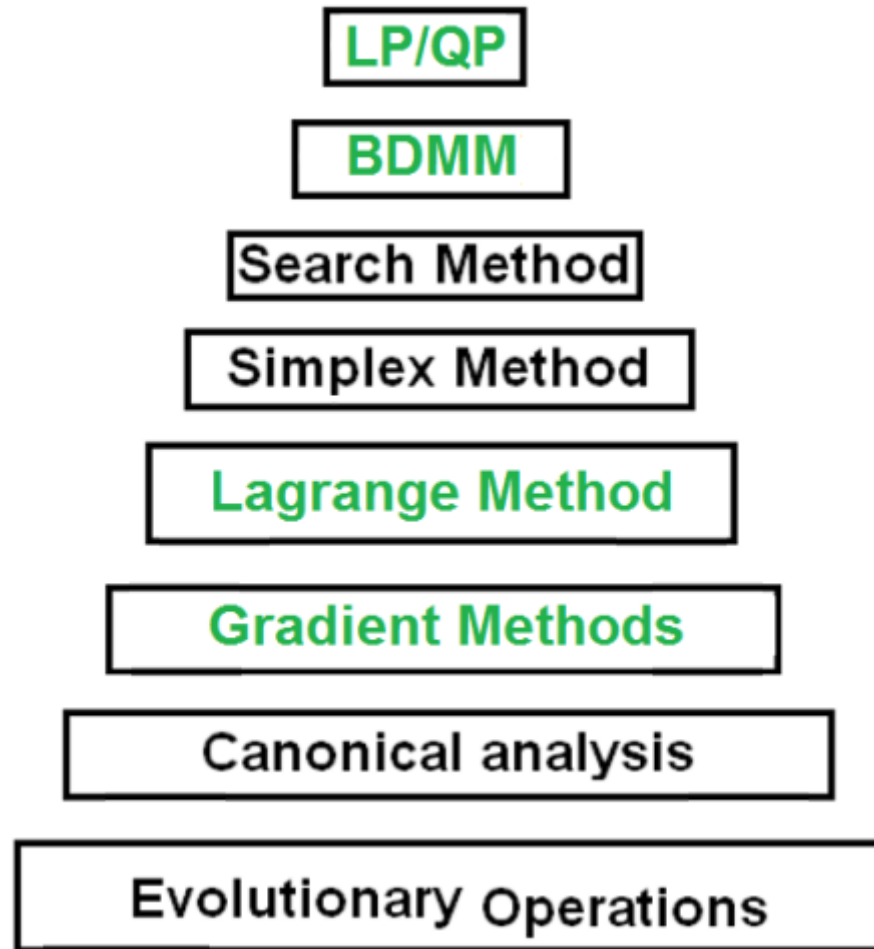 LP/QP
BDMM
Search Method
Simplex Method
Lagrange Method
Gradient Methods
Canonical analysis
Evolutionary Operations